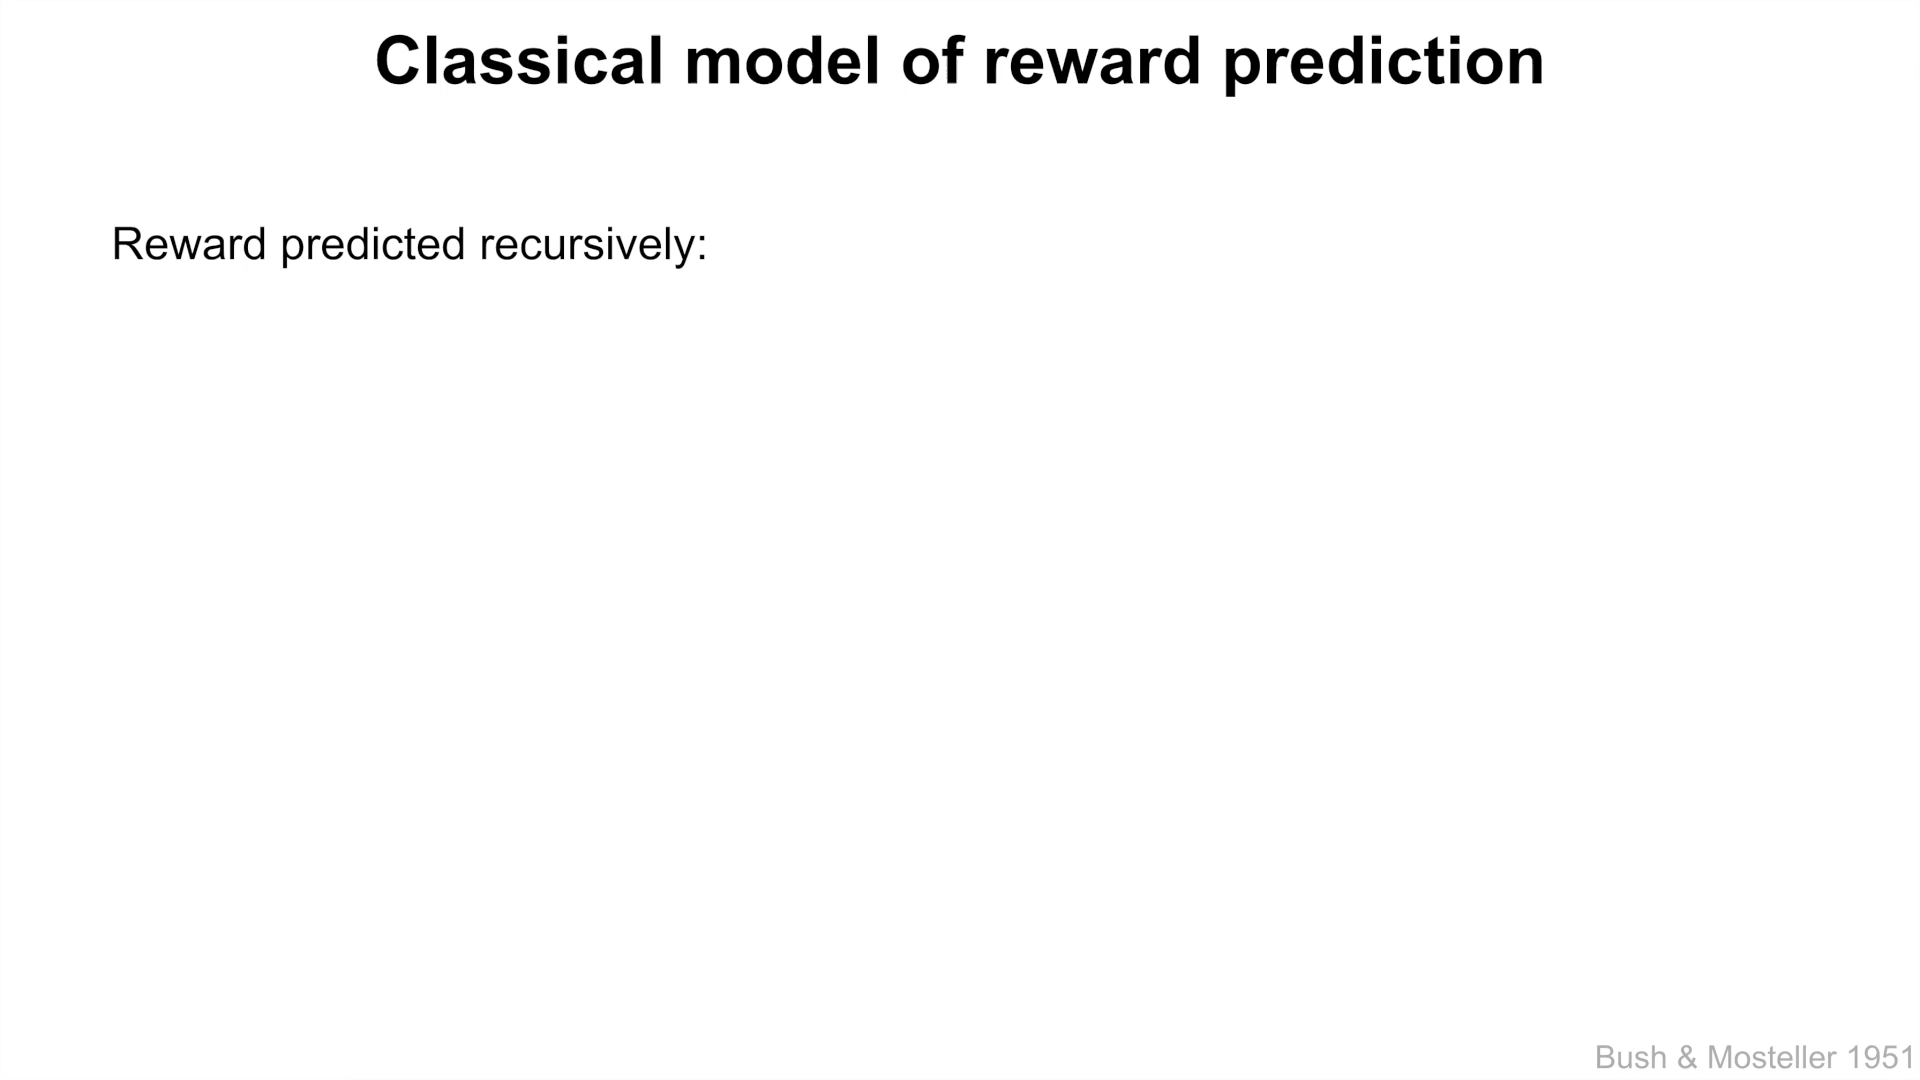 Classical model of reward prediction
Reward predicted recursively:
Bush & Mosteller 1951